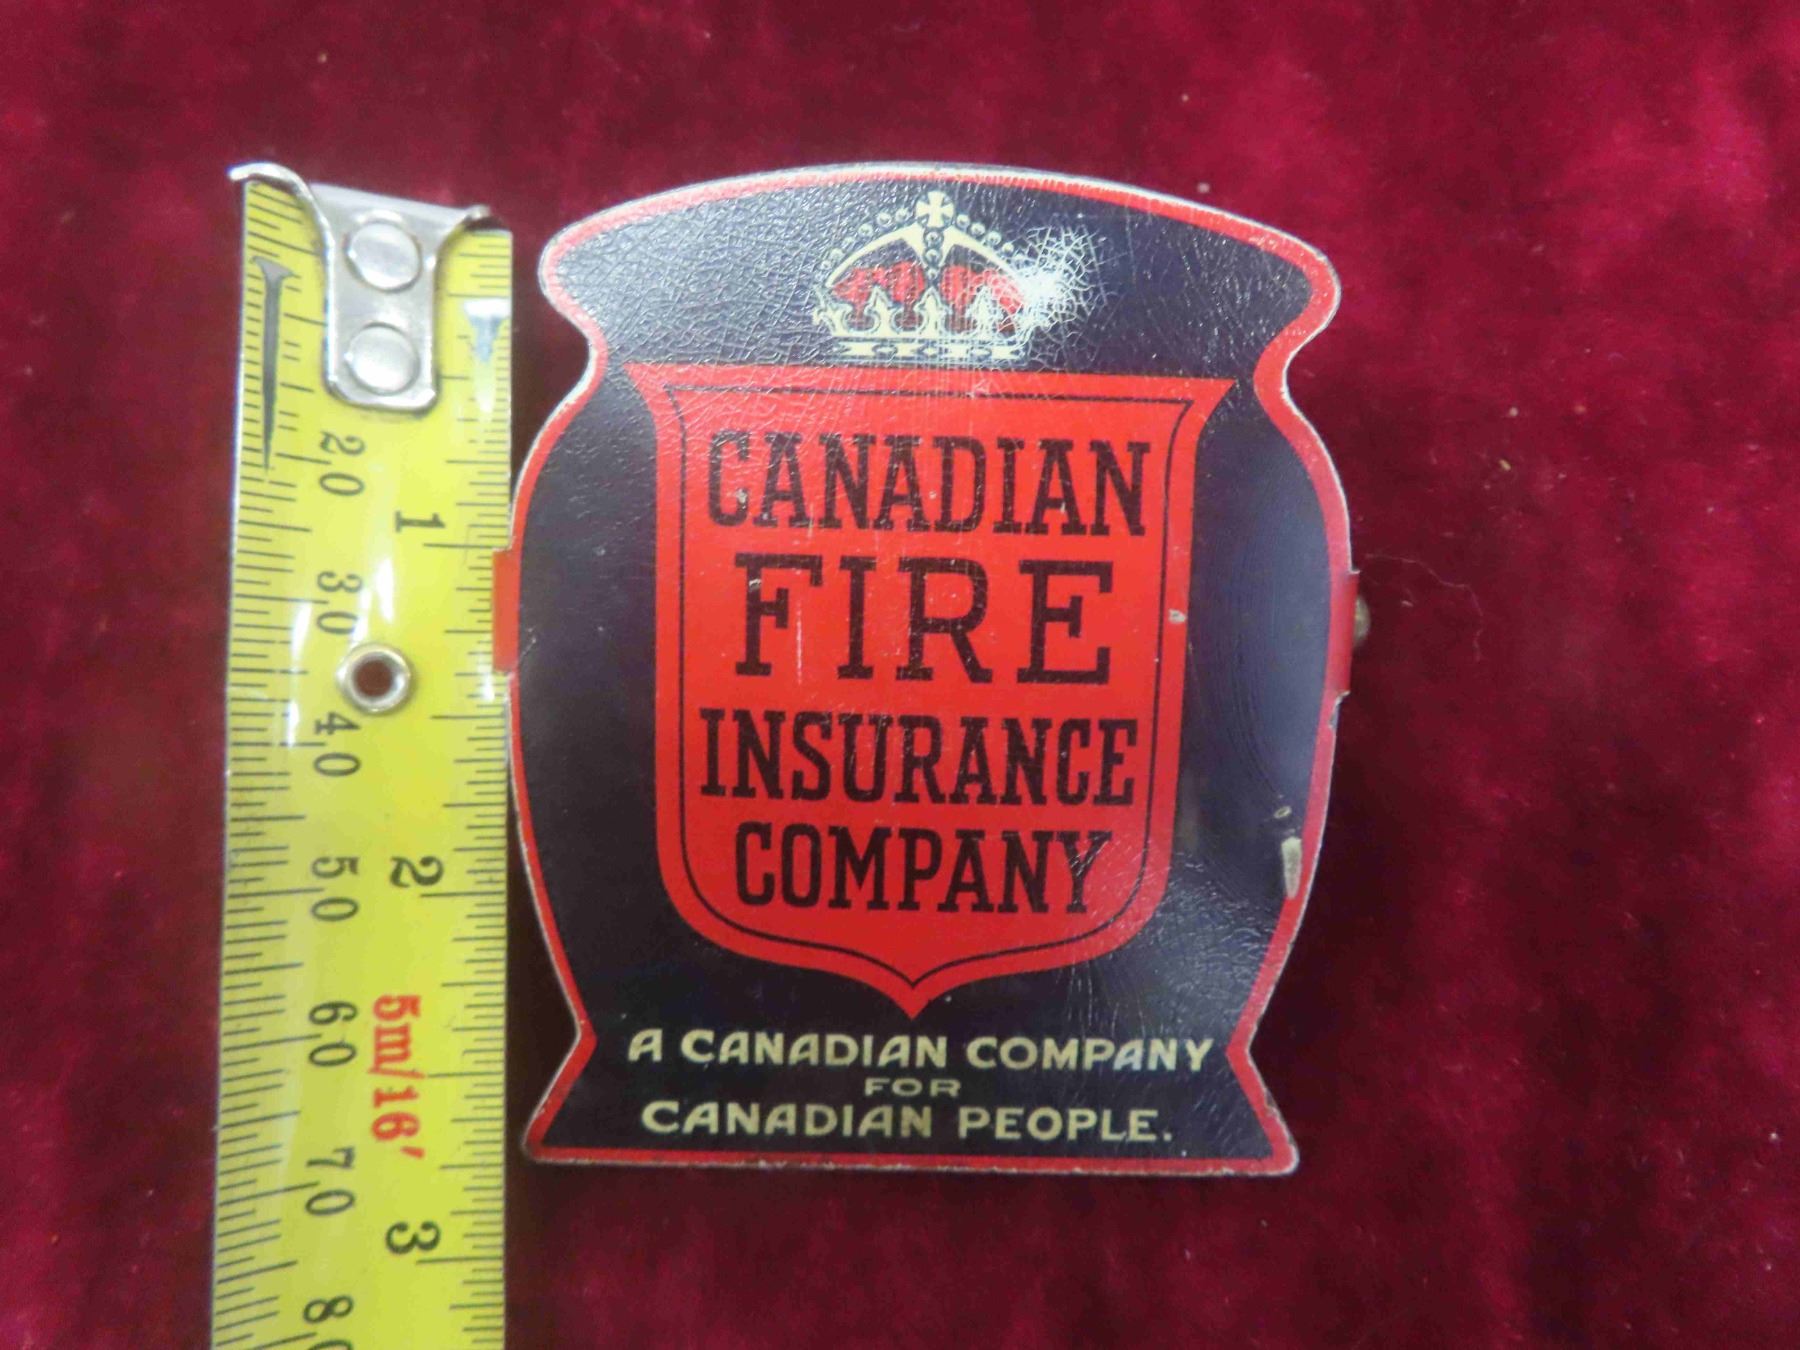 CANADIAN
FIRE
INSURANCE
COMPANY
A CANADIAN COMPANY
FOR
CANADIAN PEOPLE.
20
1
30
40
50
2
60
5m/16'
70
3